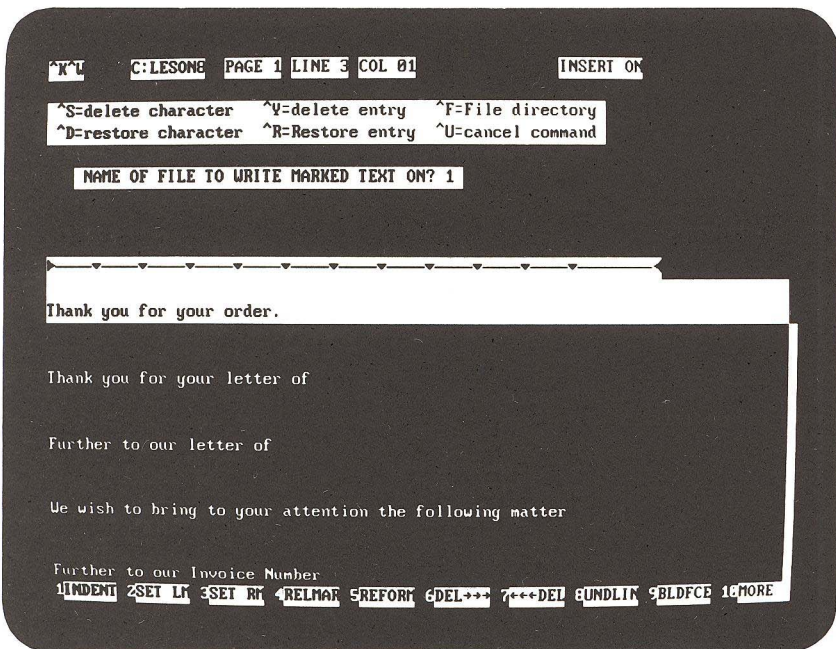 ^K^W C:LESON8 PAGE 1 LINE 3 COL 01 INSERT ON
^S=delete character ^Y=delete entry ^F=File directory
^D=restore character ^R=Restore entry ^U=cancel command
NAME OF FILE TO WRITE MARKED TEXT ON? 1
Thank you for your order.
Thank you for your letter of
Further to our letter of
We wish to bring to your attention the following matter
Further to our Invoice Number
1INDENT 2SET LM 3SET RM 4RELMAR 5REFORM 6DEL→→→ 7←←←DEL 8UNDLIN 9BLDFCE 10MORE